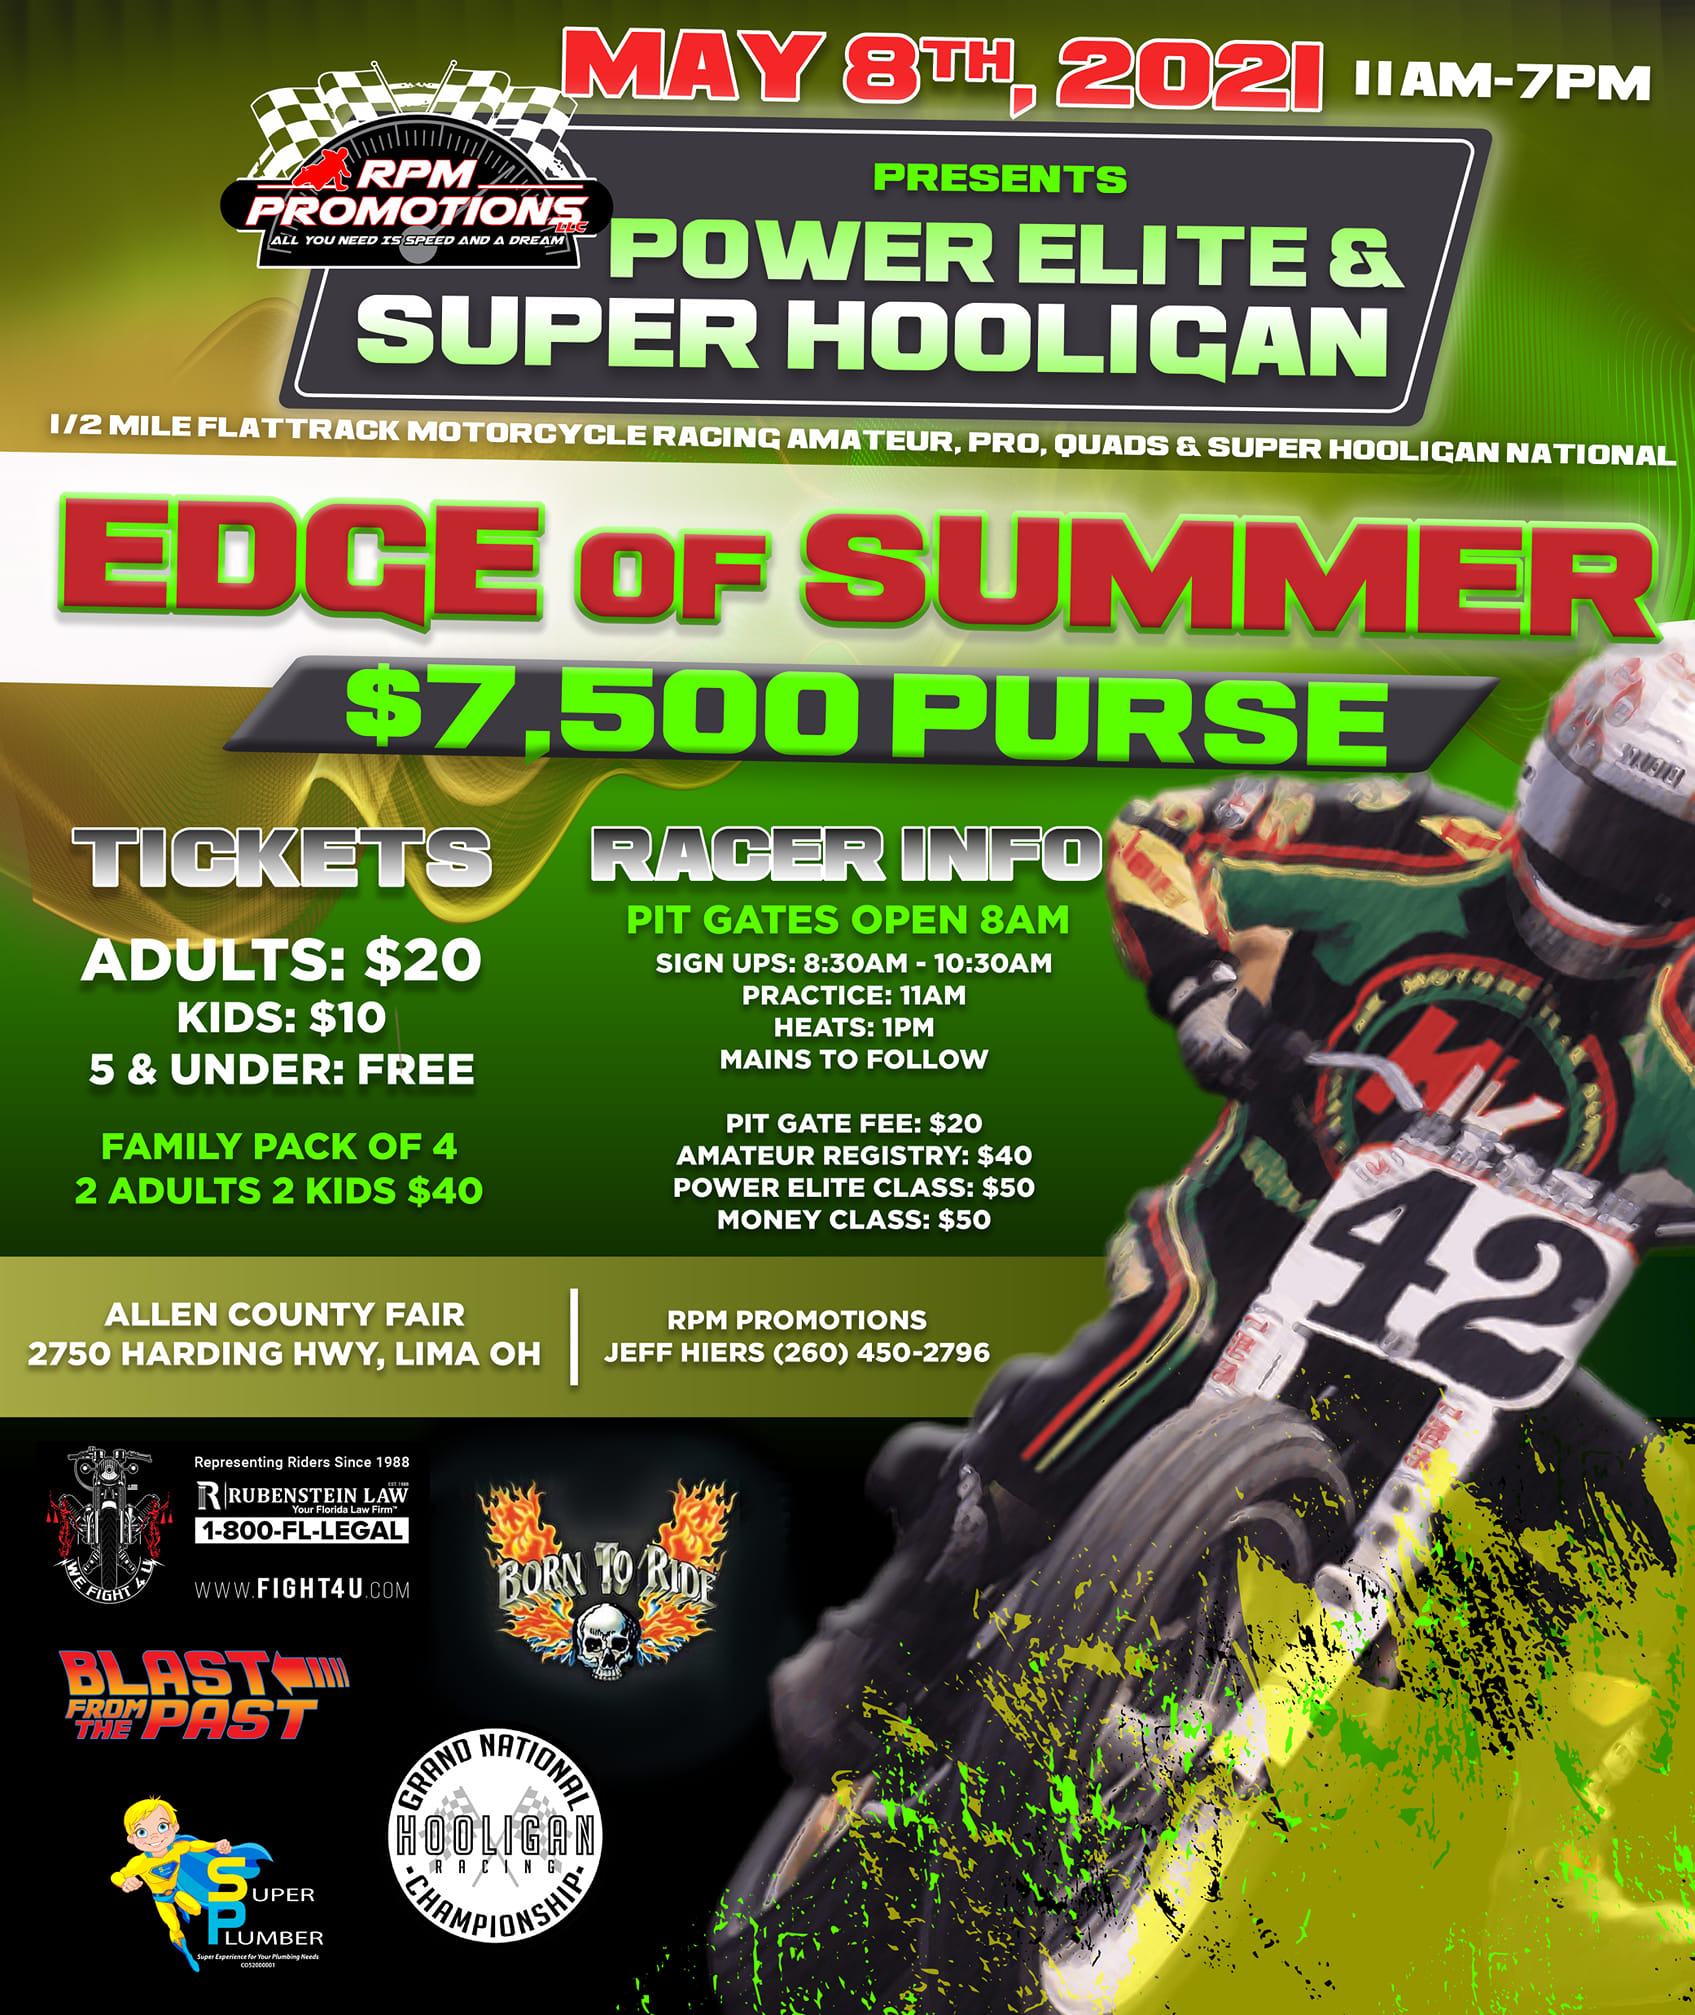 MAY 8TH, 2021 11AM-7PM
RPM
PROMOTIONS
LLC
ALL YOU NEED IS SPEED AND A DREAM
PRESENTS
POWER ELITE &
SUPER HOOLIGAN
1/2 MILE FLATTRACK MOTORCYCLE RACING AMATEUR, PRO, QUADS & SUPER HOOLIGAN NATIONAL
EDGE OF SUMMER
$7,500 PURSE
TICKETS
ADULTS: $20
KIDS: $10
5 & UNDER: FREE
FAMILY PACK OF 4
2 ADULTS 2 KIDS $40
RACER INFO
PIT GATES OPEN 8AM
SIGN UPS: 8:30AM - 10:30AM
PRACTICE: 11AM
HEATS: 1PM
MAINS TO FOLLOW
PIT GATE FEE: $20
AMATEUR REGISTRY: $40
POWER ELITE CLASS: $50
MONEY CLASS: $50
42
ALLEN COUNTY FAIR
2750 HARDING HWY, LIMA OH
RPM PROMOTIONS
JEFF HIERS (260) 450-2796
WE FIGHT 4 U
Representing Riders Since 1988
EST. 1988
R RUBENSTEIN LAW
Your Florida Law Firm™
1-800-FL-LEGAL
WWW.FIGHT4U.COM
BORN TO RIDE
BLAST
FROM THE PAST
GRAND NATIONAL
HOOLIGAN
RACING
CHAMPIONSHIP
SUPER
PLUMBER
Super Experience for Your Plumbing Needs
CO52000001